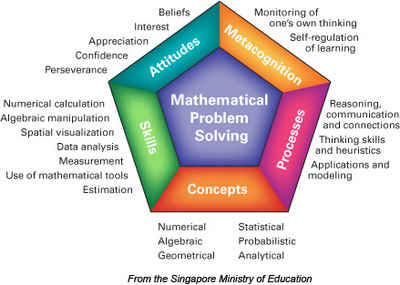 Beliefs
Interest
Appreciation
Confidence
Perseverance
Attitudes
Monitoring of
one's own thinking
Self-regulation
of learning
Metacognition
Numerical calculation
Algebraic manipulation
Spatial visualization
Data analysis
Measurement
Use of mathematical tools
Estimation
Skills
Mathematical
Problem
Solving
Processes
Reasoning,
communication
and connections
Thinking skills
and heuristics
Applications and
modeling
Concepts
Numerical
Algebraic
Geometrical
Statistical
Probabilistic
Analytical
From the Singapore Ministry of Education